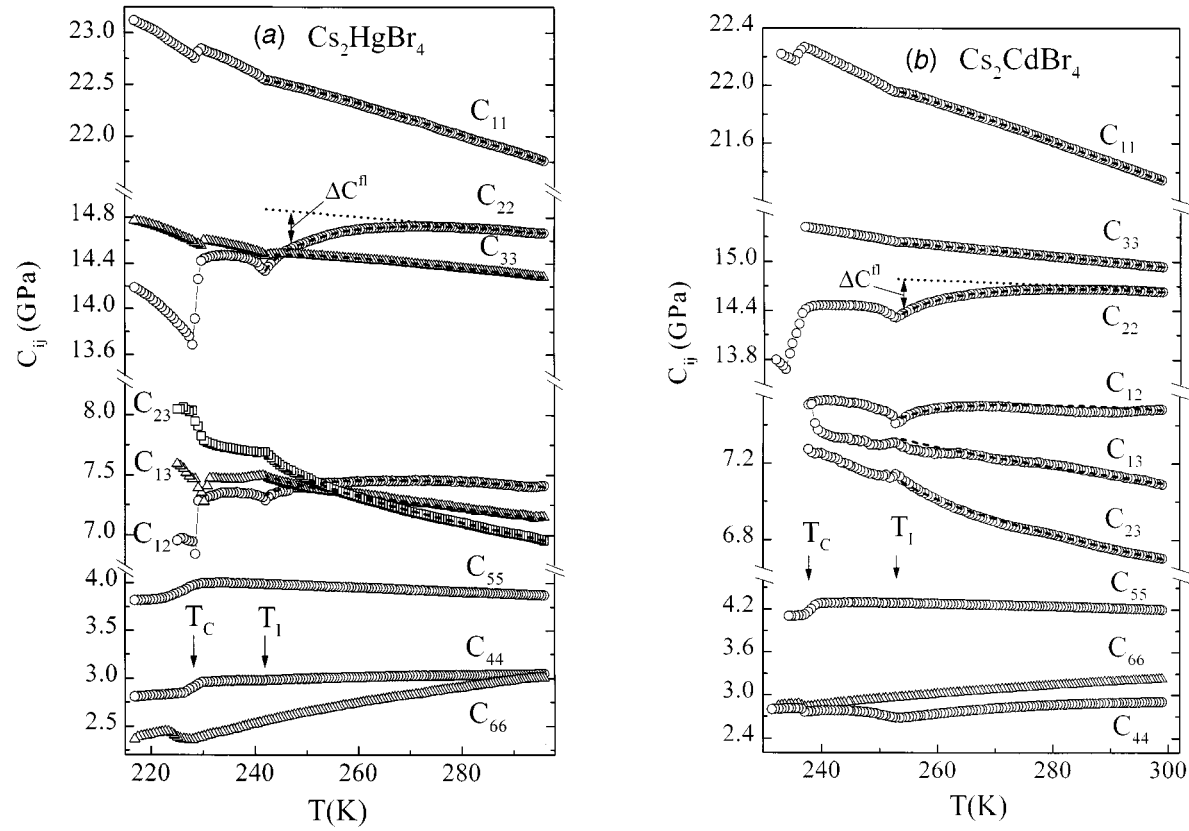 (a) Cs2HgBr4
23.0
22.5
22.0
14.8
14.4
14.0
13.6
8.0
7.5
7.0
4.0
3.5
3.0
2.5
Cij (GPa)
C11
ΔCfl
C22
C33
C23
C13
C12
C55
TC
TI
C44
C66
220 240 260 280
T(K)
(b) Cs2CdBr4
22.4
21.6
15.0
14.4
13.8
7.2
6.8
4.2
3.6
3.0
2.4
Cij (GPa)
C11
C33
ΔCfl
C22
C12
C13
C23
TC
TI
C55
C66
C44
240 260 280 300
T(K)